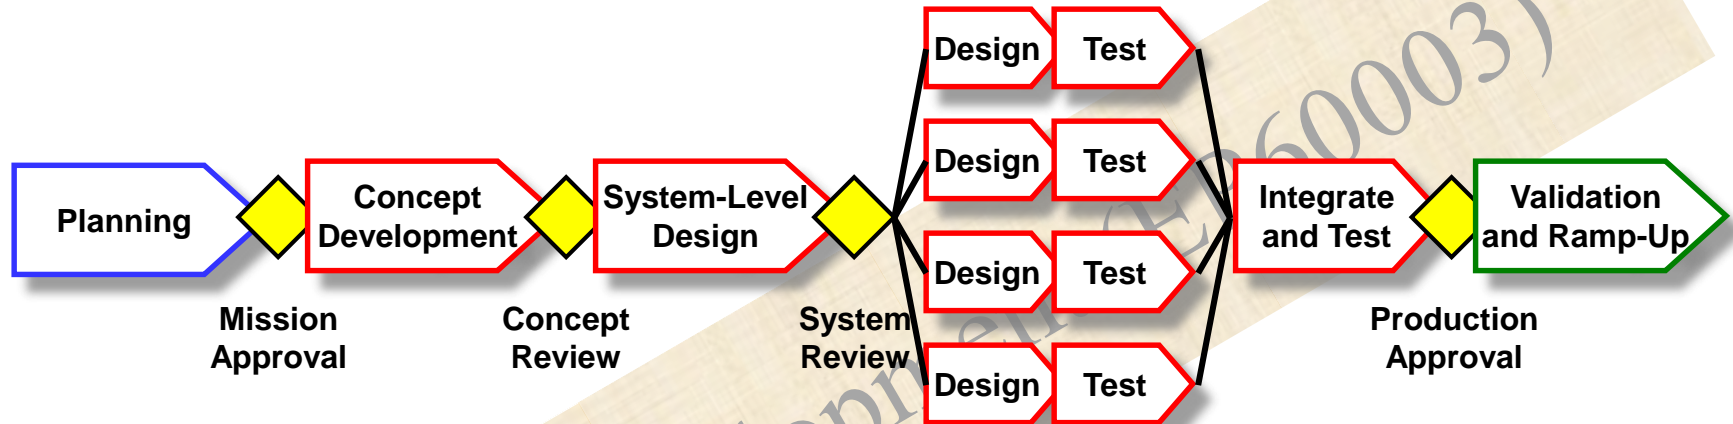 Planning
Mission
Approval
Concept
Development
Concept
Review
System-Level
Design
System
Review
Design
Test
Design
Test
Design
Test
Design
Test
Integrate
and Test
Production
Approval
Validation
and Ramp-Up